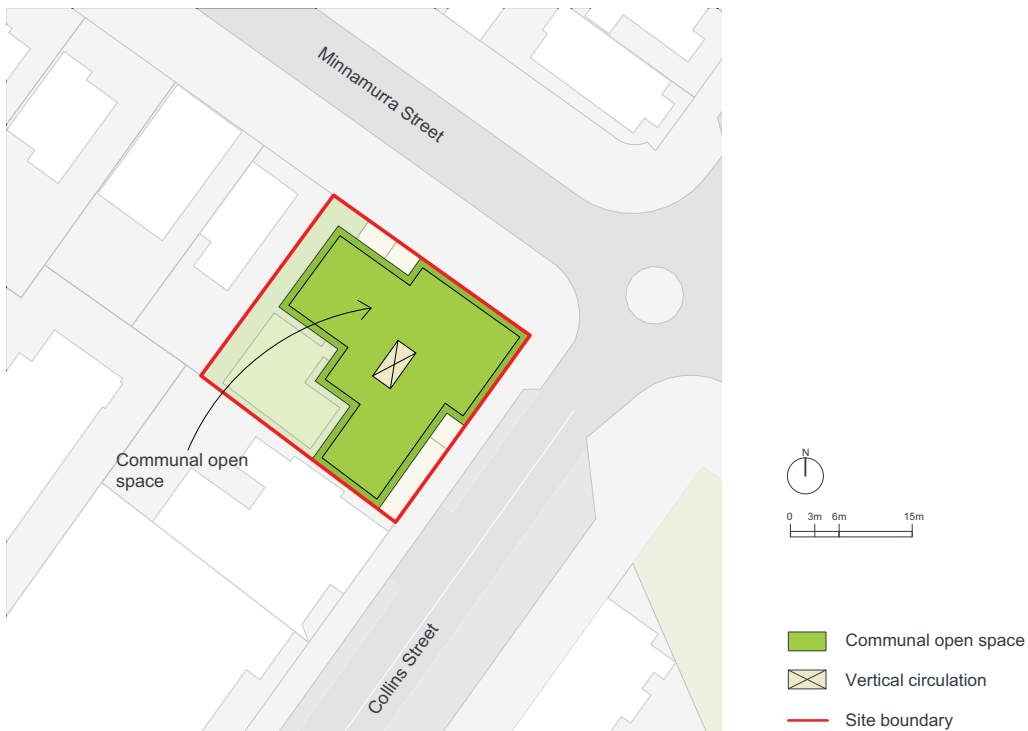 Minnamurra Street
Communal open
space
Collins Street
N
0 3m 6m 15m
Communal open space
Vertical circulation
Site boundary